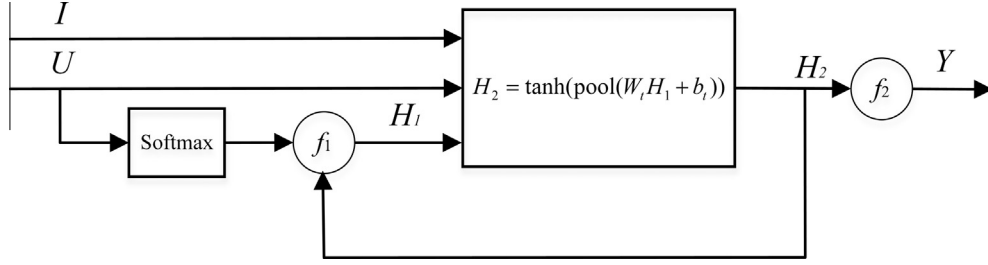 I
U
Softmax
f₁
H₁
H₂ = tanh(pool(WₜH₁ + bₜ))
H₂
f₂
Y